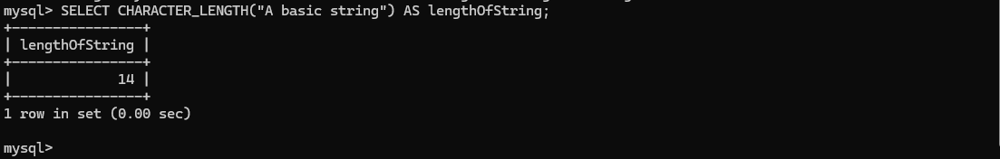 mysql> SELECT CHARACTER_LENGTH("A basic string") AS lengthOfString;
+----------------+
| lengthOfString |
+----------------+
|             14 |
+----------------+
1 row in set (0.00 sec)

mysql>